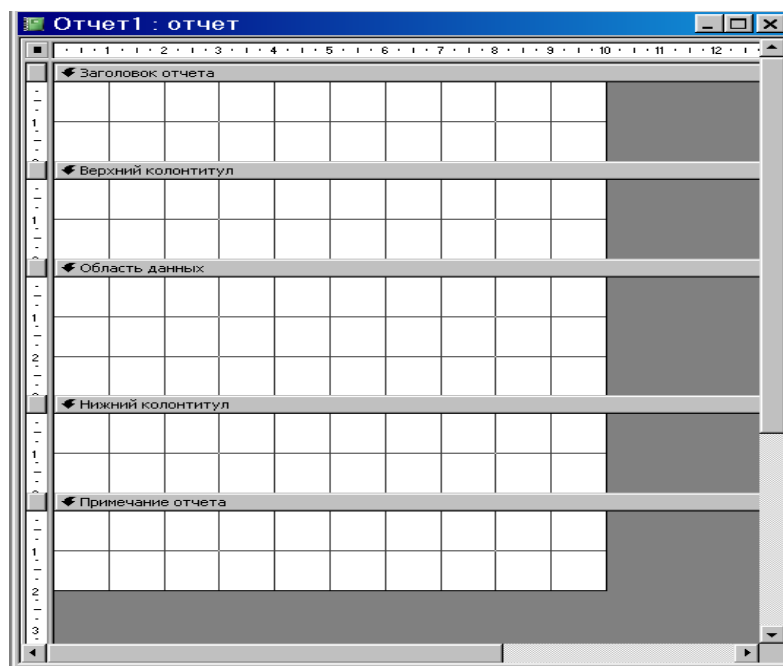 Отчет1 : отчет
1 2 3 4 5 6 7 8 9 10 11 12
Заголовок отчета
1
Верхний колонтитул
1
Область данных
1
2
Нижний колонтитул
1
Примечание отчета
1
2
3